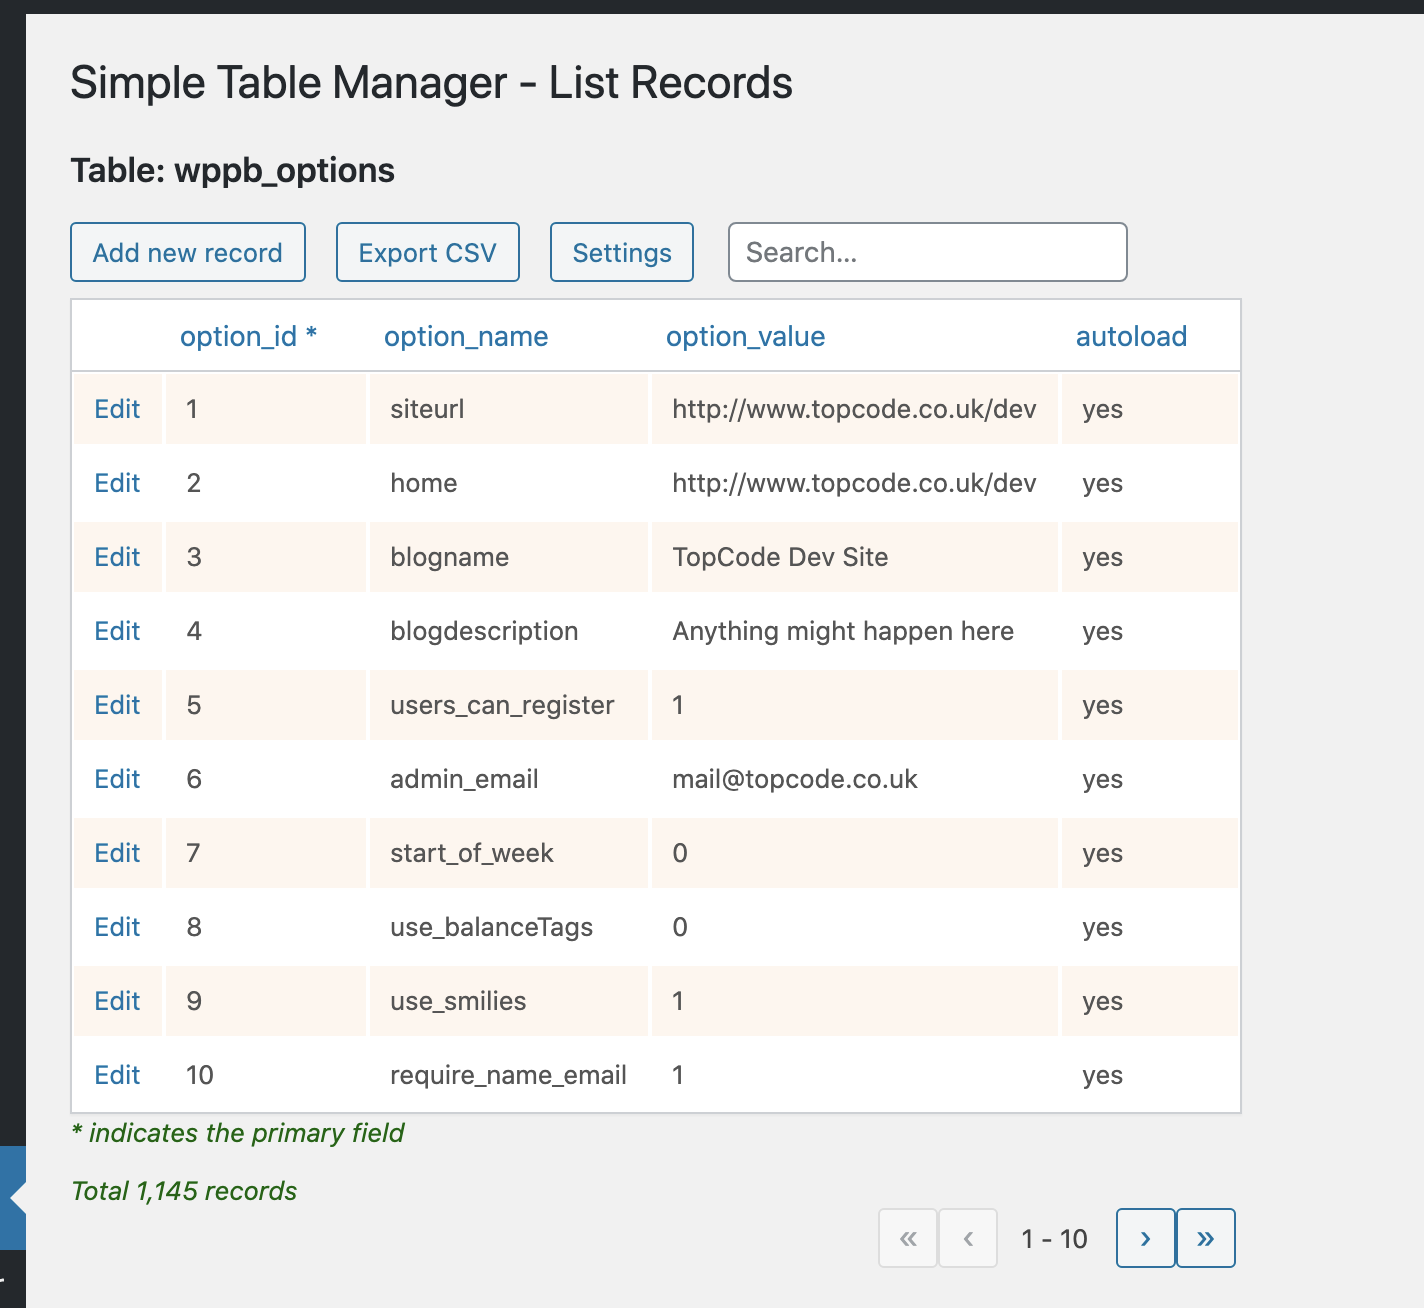 Simple Table Manager - List Records
Table: wppb_options
Add new record Export CSV Settings Search...
option_id * option_name option_value autoload
Edit 1 siteurl http://www.topcode.co.uk/dev yes
Edit 2 home http://www.topcode.co.uk/dev yes
Edit 3 blogname TopCode Dev Site yes
Edit 4 blogdescription Anything might happen here yes
Edit 5 users_can_register 1 yes
Edit 6 admin_email mail@topcode.co.uk yes
Edit 7 start_of_week 0 yes
Edit 8 use_balanceTags 0 yes
Edit 9 use_smilies 1 yes
Edit 10 require_name_email 1 yes
* indicates the primary field
Total 1,145 records
« ‹ 1 - 10 › »